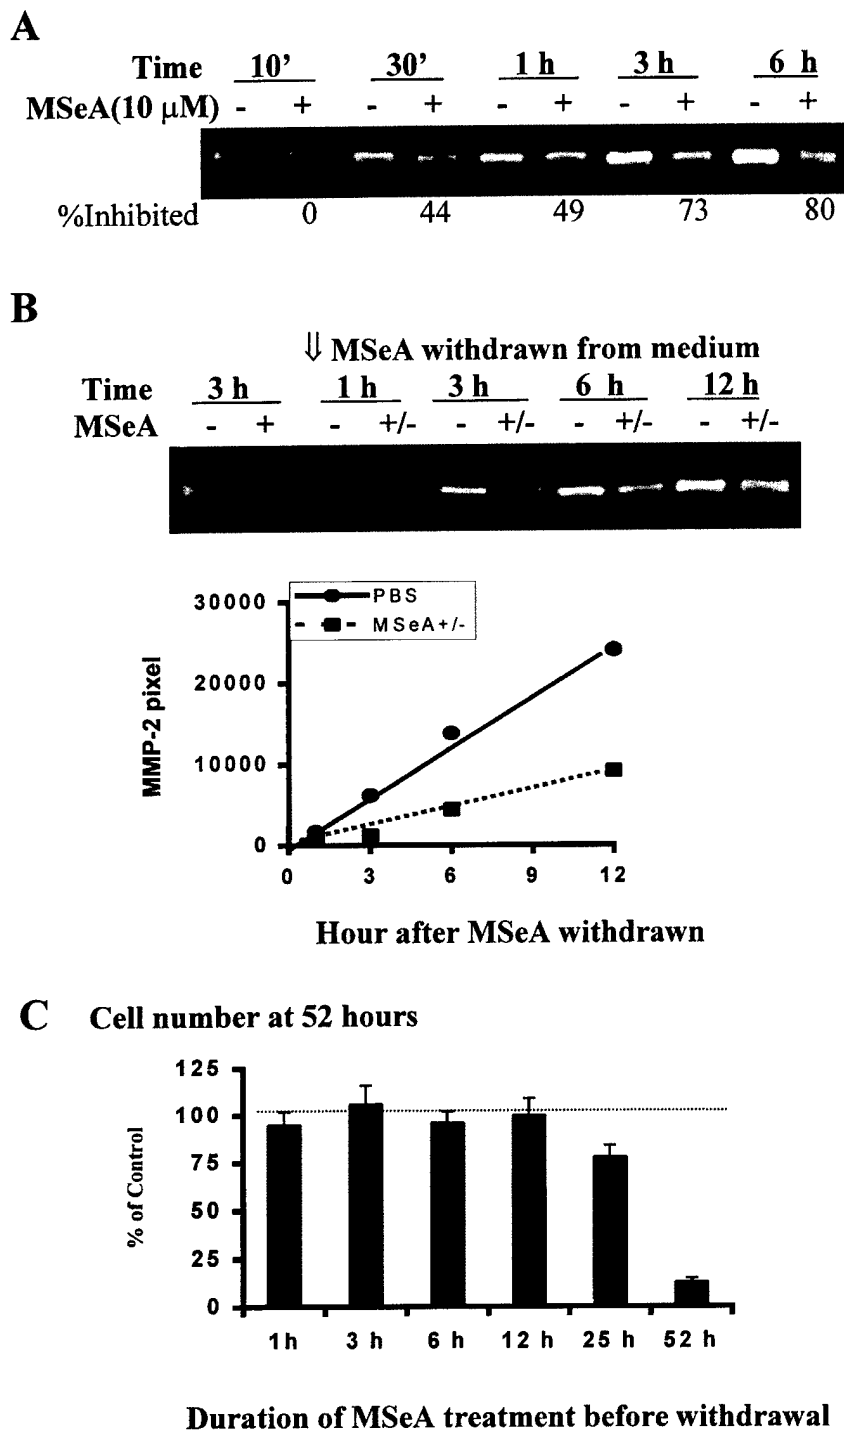 A
Time 10’ 30’ 1 h 3 h 6 h
MSeA(10 µM) - + - + - + - + - +
%Inhibited 0 44 49 73 80
B
⇓ MSeA withdrawn from medium
Time 3 h 1 h 3 h 6 h 12 h
MSeA - + - +/- - +/- - +/- - +/-
PBS
MSeA+/-
MMP-2 pixel
30000
20000
10000
0
0 3 6 9 12
Hour after MSeA withdrawn
C Cell number at 52 hours
% of Control
125
100
75
50
25
0
1h 3 h 6 h 12 h 25 h 52 h
Duration of MSeA treatment before withdrawal